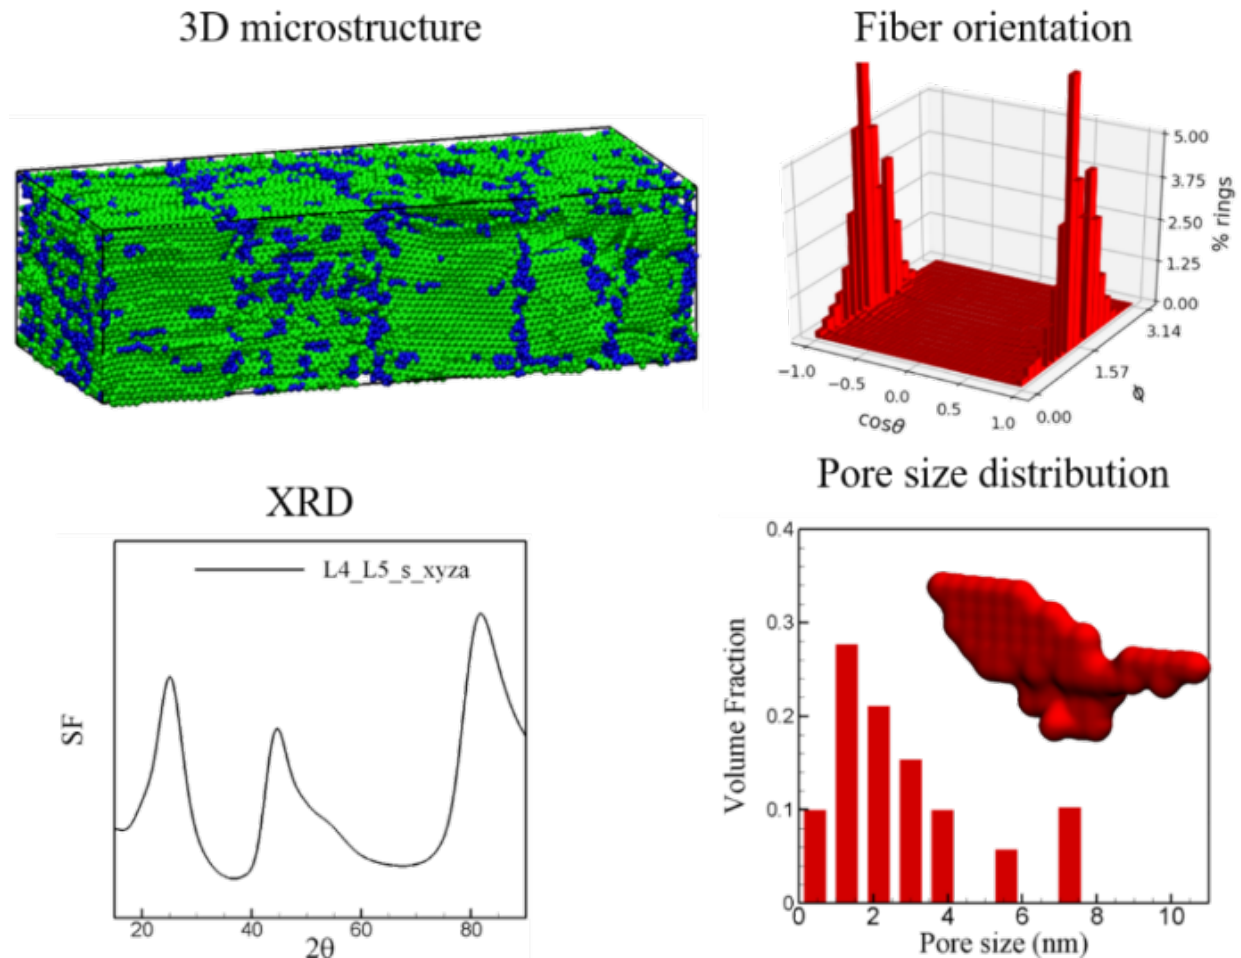 3D microstructure
Fiber orientation
5.00
3.75
2.50
1.25
0.00
% rings
3.14
1.57
0.00
ø
−1.0
−0.5
0.0
0.5
1.0
cosθ
XRD
L4_L5_s_xyza
SF
20
40
60
80
2θ
Pore size distribution
0.4
0.3
0.2
0.1
0
Volume Fraction
0
2
4
6
8
10
Pore size (nm)